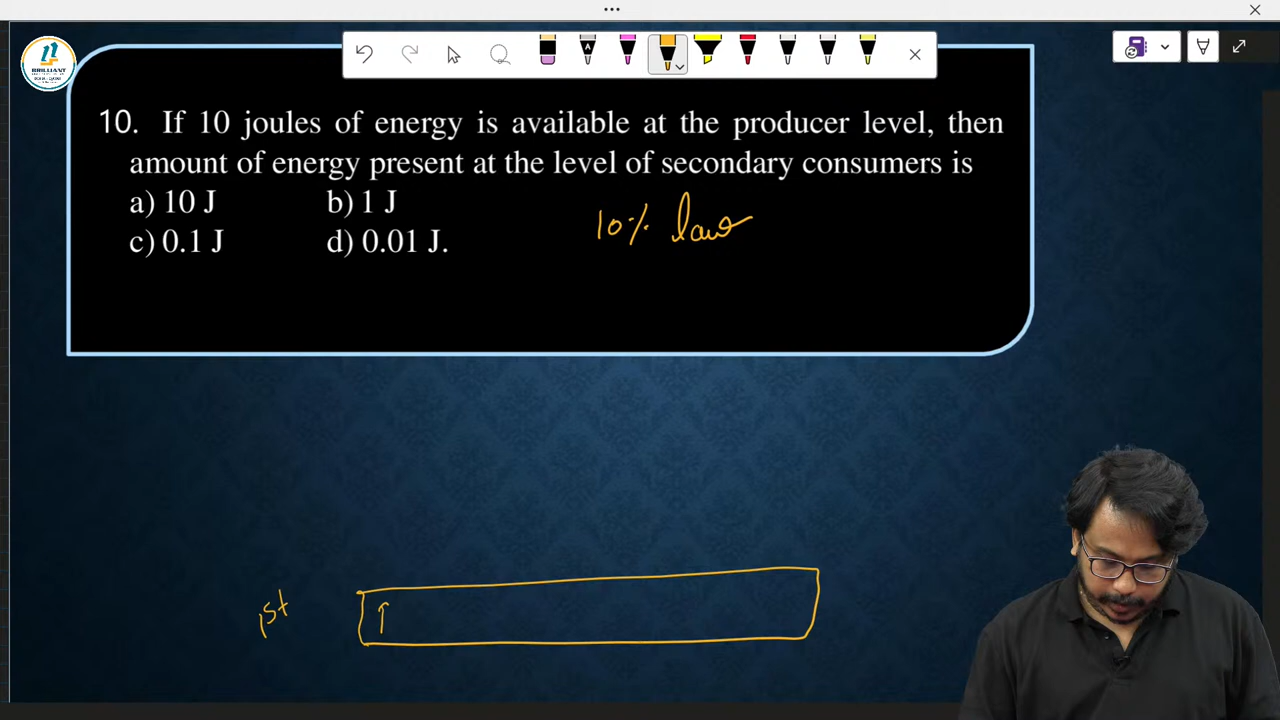 BRILLIANT
10. If 10 joules of energy is available at the producer level, then
amount of energy present at the level of secondary consumers is
a) 10 J b) 1 J
c) 0.1 J d) 0.01 J.
10% law
1st